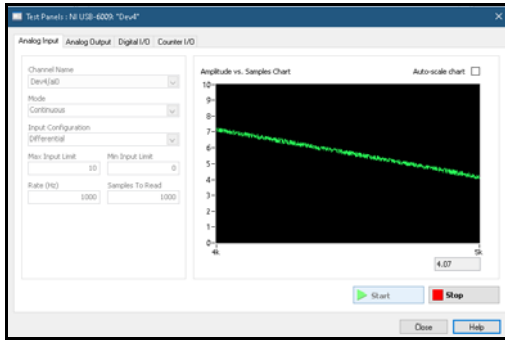 Test Panels : NI USB-6009: "Dev4"
Analog Input Analog Output Digital I/O Counter I/O
Channel Name
Dev4/ai0
Mode
Continuous
Input Configuration
Differential
Max Input Limit Min Input Limit
10 0
Rate (Hz) Samples To Read
1000 1000
Amplitude vs. Samples Chart Auto-scale chart
10
9
8
7
6
5
4
3
2
1
0
4k 5k
4.07
Start Stop
Close Help